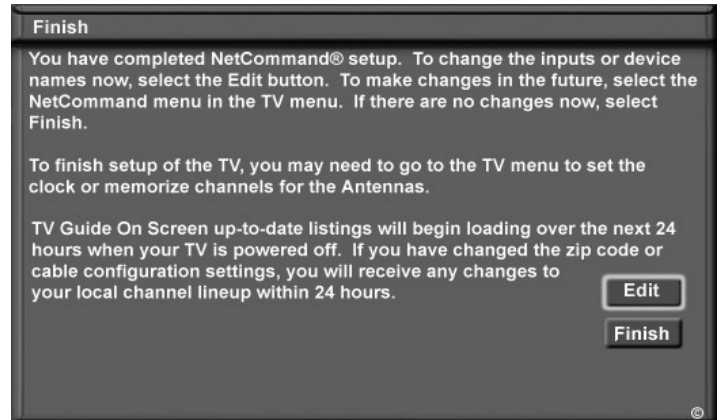 Finish
You have completed NetCommand® setup. To change the inputs or device
names now, select the Edit button. To make changes in the future, select the
NetCommand menu in the TV menu. If there are no changes now, select
Finish.
To finish setup of the TV, you may need to go to the TV menu to set the
clock or memorize channels for the Antennas.
TV Guide On Screen up-to-date listings will begin loading over the next 24
hours when your TV is powered off. If you have changed the zip code or
cable configuration settings, you will receive any changes to
your local channel lineup within 24 hours.
Edit
Finish
©